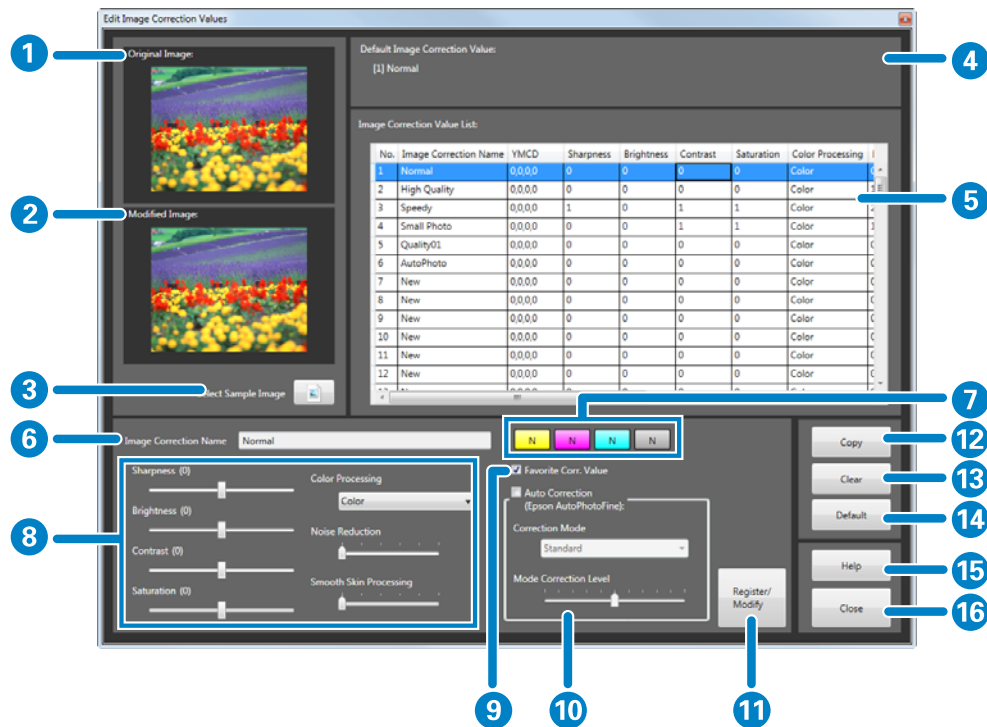 Edit Image Correction Values
1
Original Image:
Default Image Correction Value:
4
[1] Normal
Image Correction Value List:
No. Image Correction Name YMCD Sharpness Brightness Contrast Saturation Color Processing
1 Normal 0,0,0,0 0 0 0 0 Color
2 High Quality 0,0,0,0 0 0 0 0 Color
5
3 Speedy 0,0,0,0 1 0 1 1 Color
2
Modified Image:
4 Small Photo 0,0,0,0 0 0 1 1 Color
5 Quality01 0,0,0,0 0 0 0 0 Color
6 AutoPhoto 0,0,0,0 0 0 0 0 Color
7 New 0,0,0,0 0 0 0 0 Color
8 New 0,0,0,0 0 0 0 0 Color
9 New 0,0,0,0 0 0 0 0 Color
10 New 0,0,0,0 0 0 0 0 Color
11 New 0,0,0,0 0 0 0 0 Color
12 New 0,0,0,0 0 0 0 0 Color
3
Select Sample Image
7
6
Image Correction Name Normal
N N N N
Copy
12
Sharpness (0)
Color Processing
Color
Favorite Corr. Value
Clear
13
Auto Correction
(Epson AutoPhotoFine):
Default
14
8
Brightness (0)
Noise Reduction
Correction Mode
Standard
Contrast (0)
Help
15
Saturation (0)
Smooth Skin Processing
Mode Correction Level
Register/
Modify
Close
16
9
10
11